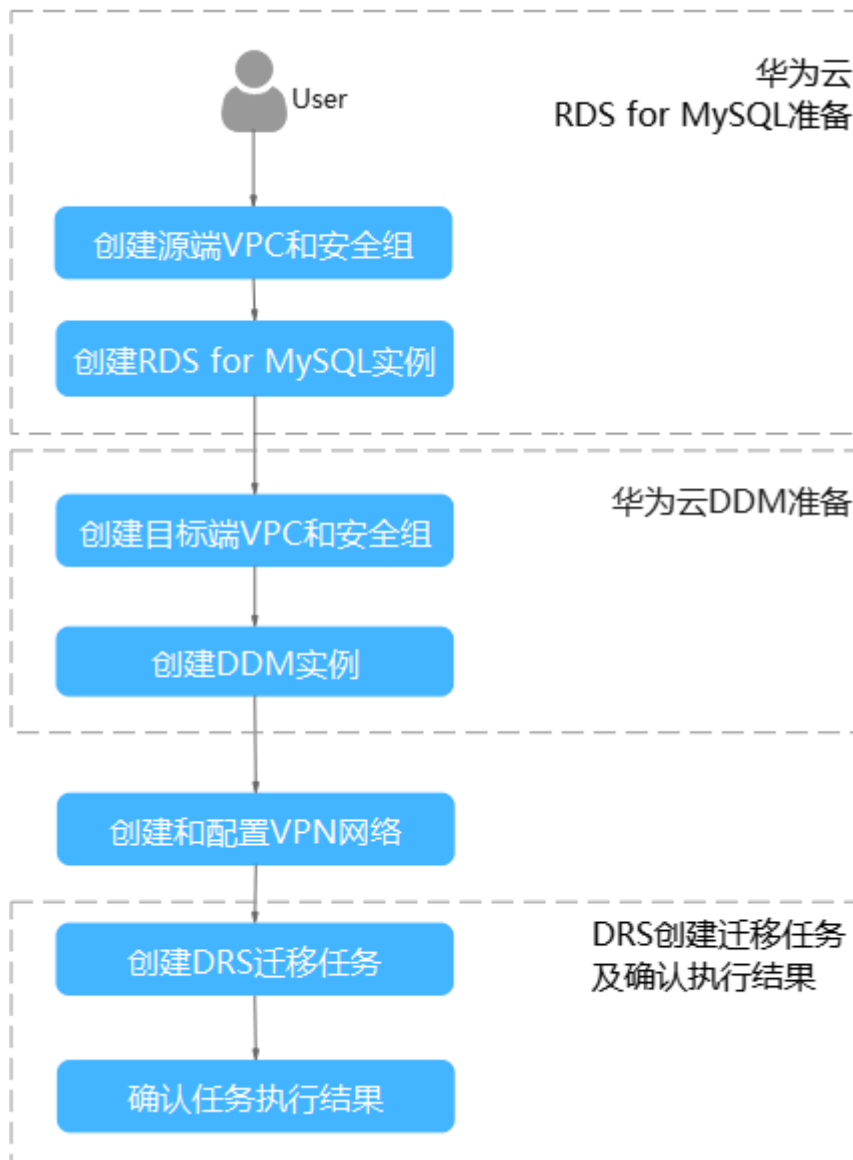 User
华为云
RDS for MySQL准备
创建源端VPC和安全组
创建RDS for MySQL实例
华为云DDM准备
创建目标端VPC和安全组
创建DDM实例
创建和配置VPN网络
DRS创建迁移任务
及确认执行结果
创建DRS迁移任务
确认任务执行结果